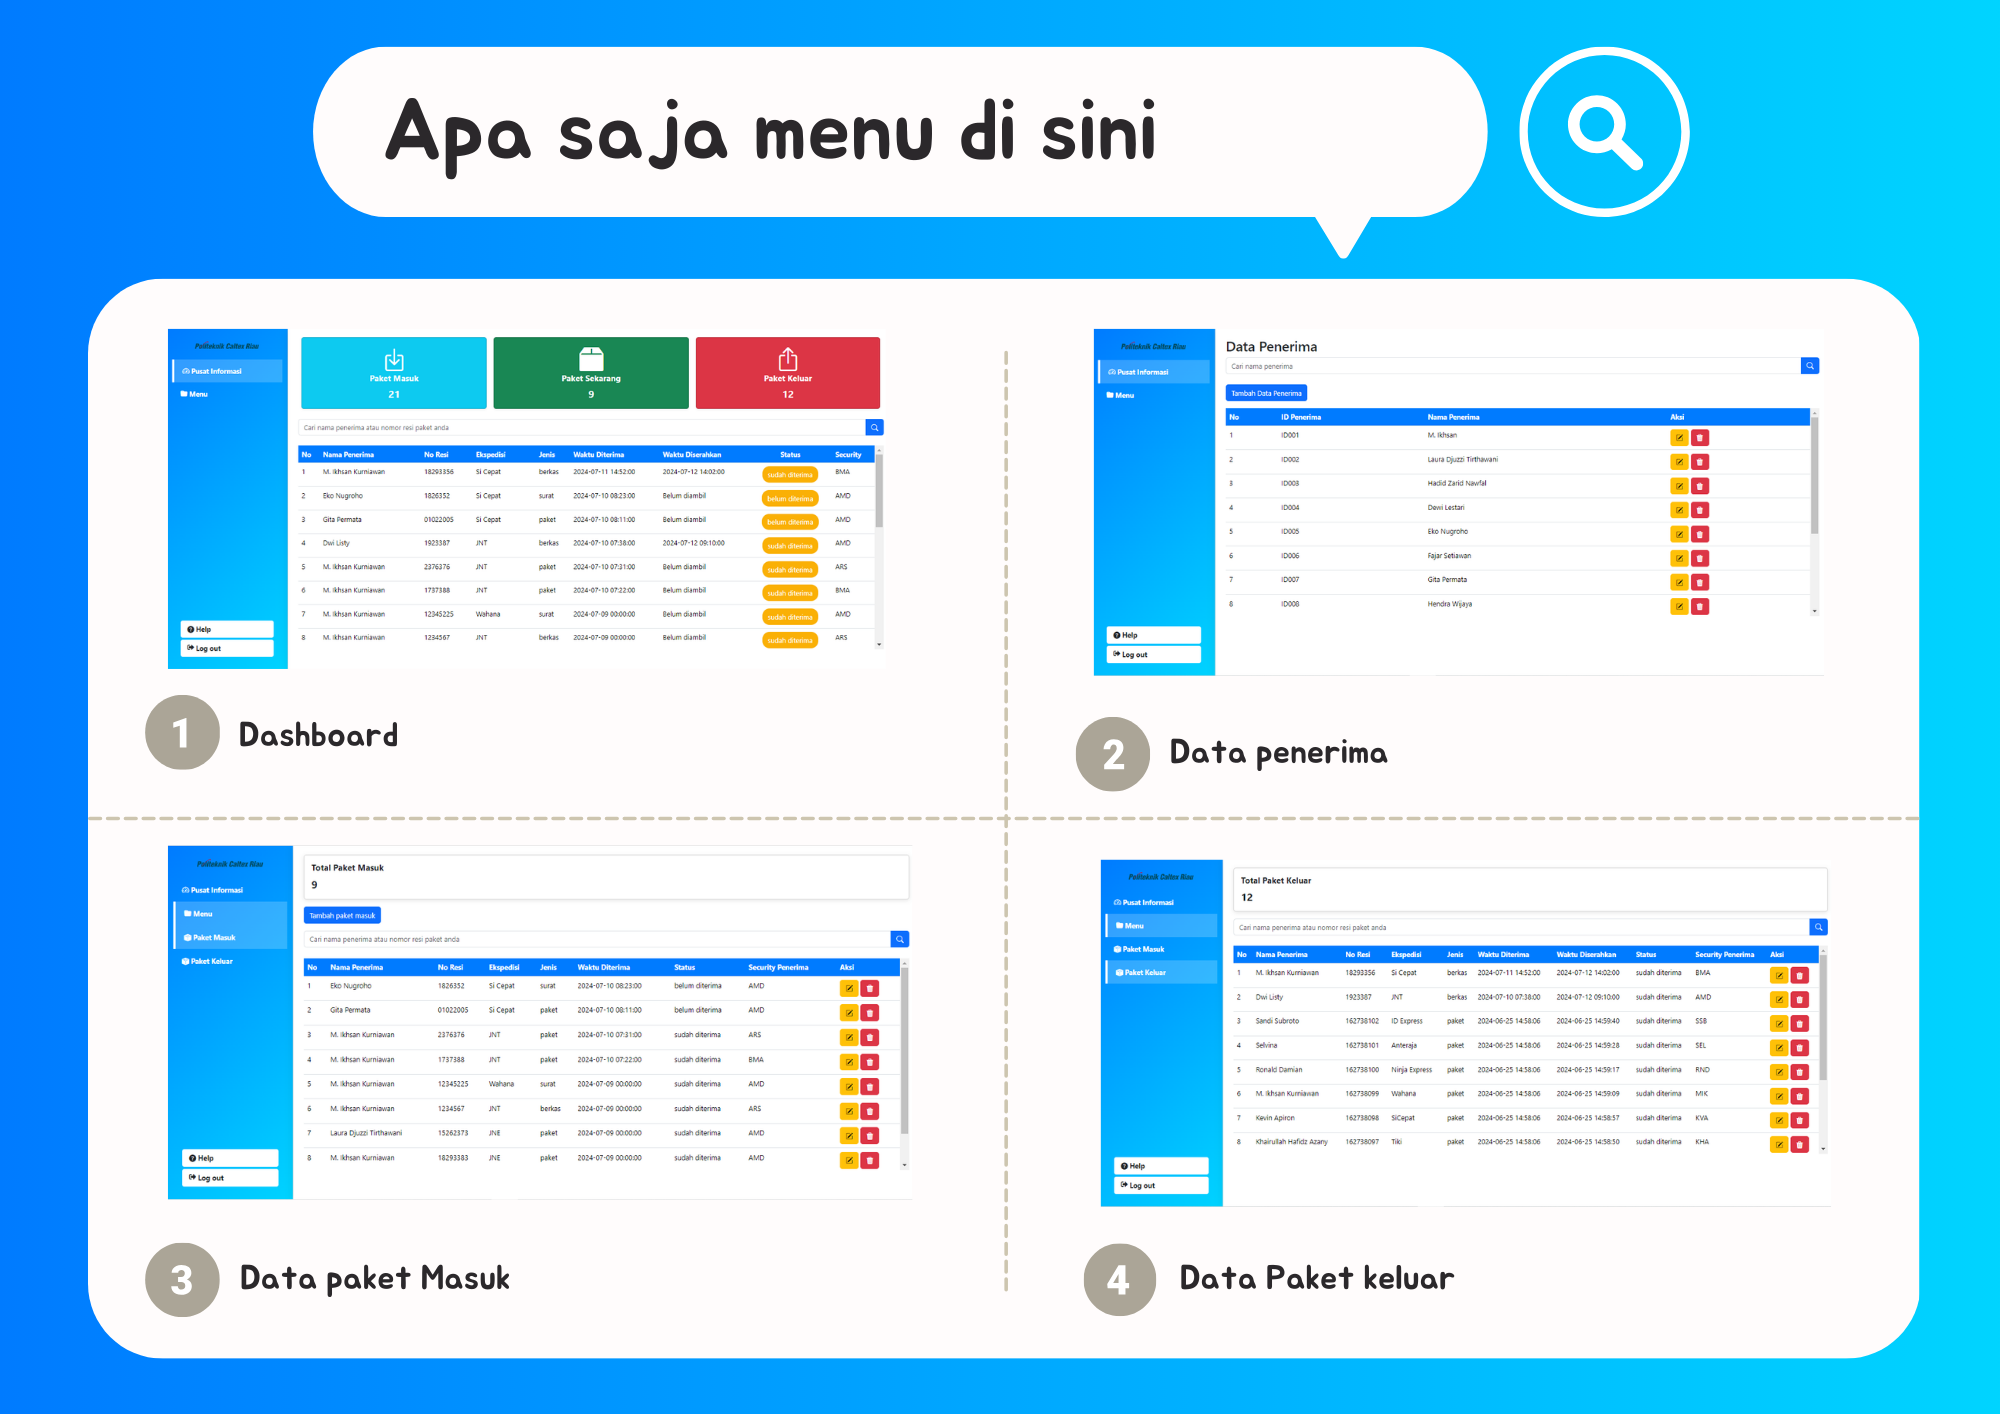 Apa saja menu di sini
Politeknik Caltex Riau
Pusat Informasi
Menu
Help
Log out
Paket Masuk
21
Paket Sekarang
9
Paket Keluar
12
Cari nama penerima atau nomor resi paket anda
No Nama Penerima No Resi Ekspedisi Jenis Waktu Diterima Waktu Diserahkan Status Security
1 M. Ikhsan Kurniawan 18293356 Si Cepat berkas 2024-07-11 14:52:00 2024-07-12 14:02:00 sudah diterima BMA
2 Eko Nugroho 1826352 Si Cepat surat 2024-07-10 08:23:00 Belum diambil belum diterima AMD
3 Gita Permata 01022005 Si Cepat paket 2024-07-10 08:11:00 Belum diambil belum diterima AMD
4 Dwi Listy 1923387 JNT berkas 2024-07-10 07:38:00 2024-07-12 09:10:00 sudah diterima AMD
5 M. Ikhsan Kurniawan 2376376 JNT paket 2024-07-10 07:31:00 Belum diambil sudah diterima ARS
6 M. Ikhsan Kurniawan 1737388 JNT paket 2024-07-10 07:22:00 Belum diambil sudah diterima BMA
7 M. Ikhsan Kurniawan 12345225 Wahana surat 2024-07-09 00:00:00 Belum diambil sudah diterima AMD
8 M. Ikhsan Kurniawan 1234567 JNT berkas 2024-07-09 00:00:00 Belum diambil sudah diterima ARS
1 Dashboard
Politeknik Caltex Riau
Pusat Informasi
Menu
Help
Log out
Data Penerima
Cari nama penerima
Tambah Data Penerima
No ID Penerima Nama Penerima Aksi
1 ID001 M. Ikhsan
2 ID002 Laura Djuzzi Tirthawani
3 ID003 Hadid Zarid Nawfal
4 ID004 Dewi Lestari
5 ID005 Eko Nugroho
6 ID006 Fajar Setiawan
7 ID007 Gita Permata
8 ID008 Hendra Wijaya
2 Data penerima
Politeknik Caltex Riau
Pusat Informasi
Menu
Paket Masuk
Paket Keluar
Help
Log out
Total Paket Masuk
9
Tambah paket masuk
Cari nama penerima atau nomor resi paket anda
No Nama Penerima No Resi Ekspedisi Jenis Waktu Diterima Status Security Penerima Aksi
1 Eko Nugroho 1826352 Si Cepat surat 2024-07-10 08:23:00 belum diterima AMD
2 Gita Permata 01022005 Si Cepat paket 2024-07-10 08:11:00 belum diterima AMD
3 M. Ikhsan Kurniawan 2376376 JNT paket 2024-07-10 07:31:00 sudah diterima ARS
4 M. Ikhsan Kurniawan 1737388 JNT paket 2024-07-10 07:22:00 sudah diterima BMA
5 M. Ikhsan Kurniawan 12345225 Wahana surat 2024-07-09 00:00:00 sudah diterima AMD
6 M. Ikhsan Kurniawan 1234567 JNT berkas 2024-07-09 00:00:00 sudah diterima ARS
7 Laura Djuzzi Tirthawani 15262373 JNE paket 2024-07-09 00:00:00 sudah diterima AMD
8 M. Ikhsan Kurniawan 18293383 JNE paket 2024-07-09 00:00:00 sudah diterima AMD
3 Data paket Masuk
Politeknik Caltex Riau
Pusat Informasi
Menu
Paket Masuk
Paket Keluar
Help
Log out
Total Paket Keluar
12
Cari nama penerima atau nomor resi paket anda
No Nama Penerima No Resi Ekspedisi Jenis Waktu Diterima Waktu Diserahkan Status Security Penerima Aksi
1 M. Ikhsan Kurniawan 18293356 Si Cepat berkas 2024-07-11 14:52:00 2024-07-12 14:02:00 sudah diterima BMA
2 Dwi Listy 1923387 JNT berkas 2024-07-10 07:38:00 2024-07-12 09:10:00 sudah diterima AMD
3 Sandi Subroto 162738102 ID Express paket 2024-06-25 14:58:06 2024-06-25 14:59:40 sudah diterima SSB
4 Selvina 162738101 Anteraja paket 2024-06-25 14:58:06 2024-06-25 14:59:28 sudah diterima SEL
5 Ronald Damian 162738100 Ninja Express paket 2024-06-25 14:58:06 2024-06-25 14:59:17 sudah diterima RND
6 M. Ikhsan Kurniawan 162738099 Wahana paket 2024-06-25 14:58:06 2024-06-25 14:59:09 sudah diterima MIK
7 Kevin Apiron 162738098 SiCepat paket 2024-06-25 14:58:06 2024-06-25 14:58:57 sudah diterima KVA
8 Khairullah Hafidz Azany 162738097 Tiki paket 2024-06-25 14:58:06 2024-06-25 14:58:50 sudah diterima KHA
4 Data Paket keluar